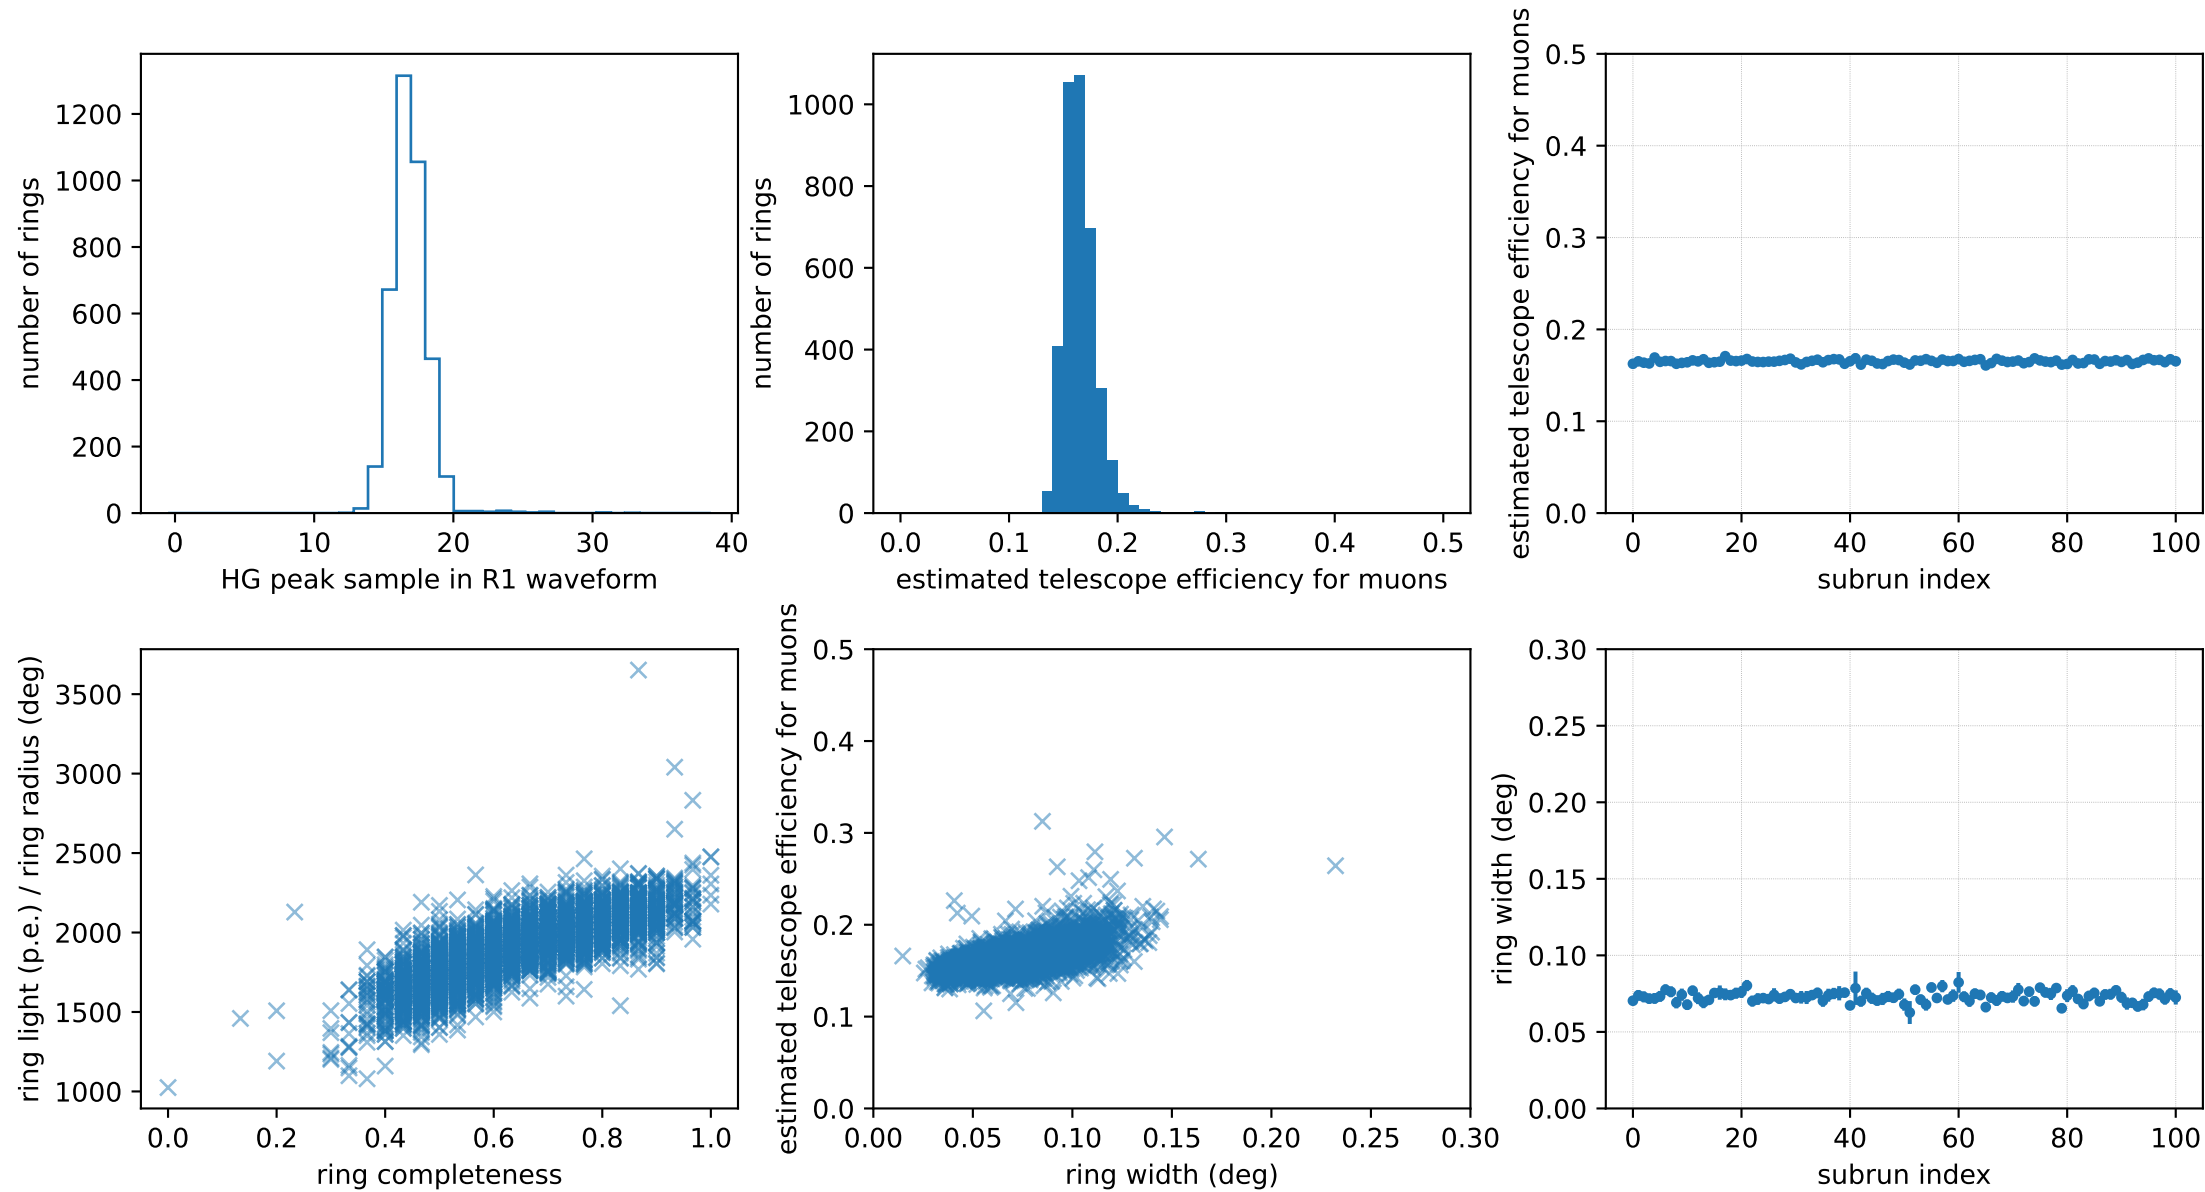 number of rings
1200
1000
800
600
400
200
0
0 10 20 30 40
HG peak sample in R1 waveform
number of rings
1000
800
600
400
200
0
0.0 0.1 0.2 0.3 0.4 0.5
estimated telescope efficiency for muons
estimated telescope efficiency for muons
0.5
0.4
0.3
0.2
0.1
0.0
0 20 40 60 80 100
subrun index
ring light (p.e.) / ring radius (deg)
3500
3000
2500
2000
1500
1000
0.0 0.2 0.4 0.6 0.8 1.0
ring completeness
estimated telescope efficiency for muons
0.5
0.4
0.3
0.2
0.1
0.0
0.00 0.05 0.10 0.15 0.20 0.25 0.30
ring width (deg)
ring width (deg)
0.30
0.25
0.20
0.15
0.10
0.05
0.00
0 20 40 60 80 100
subrun index